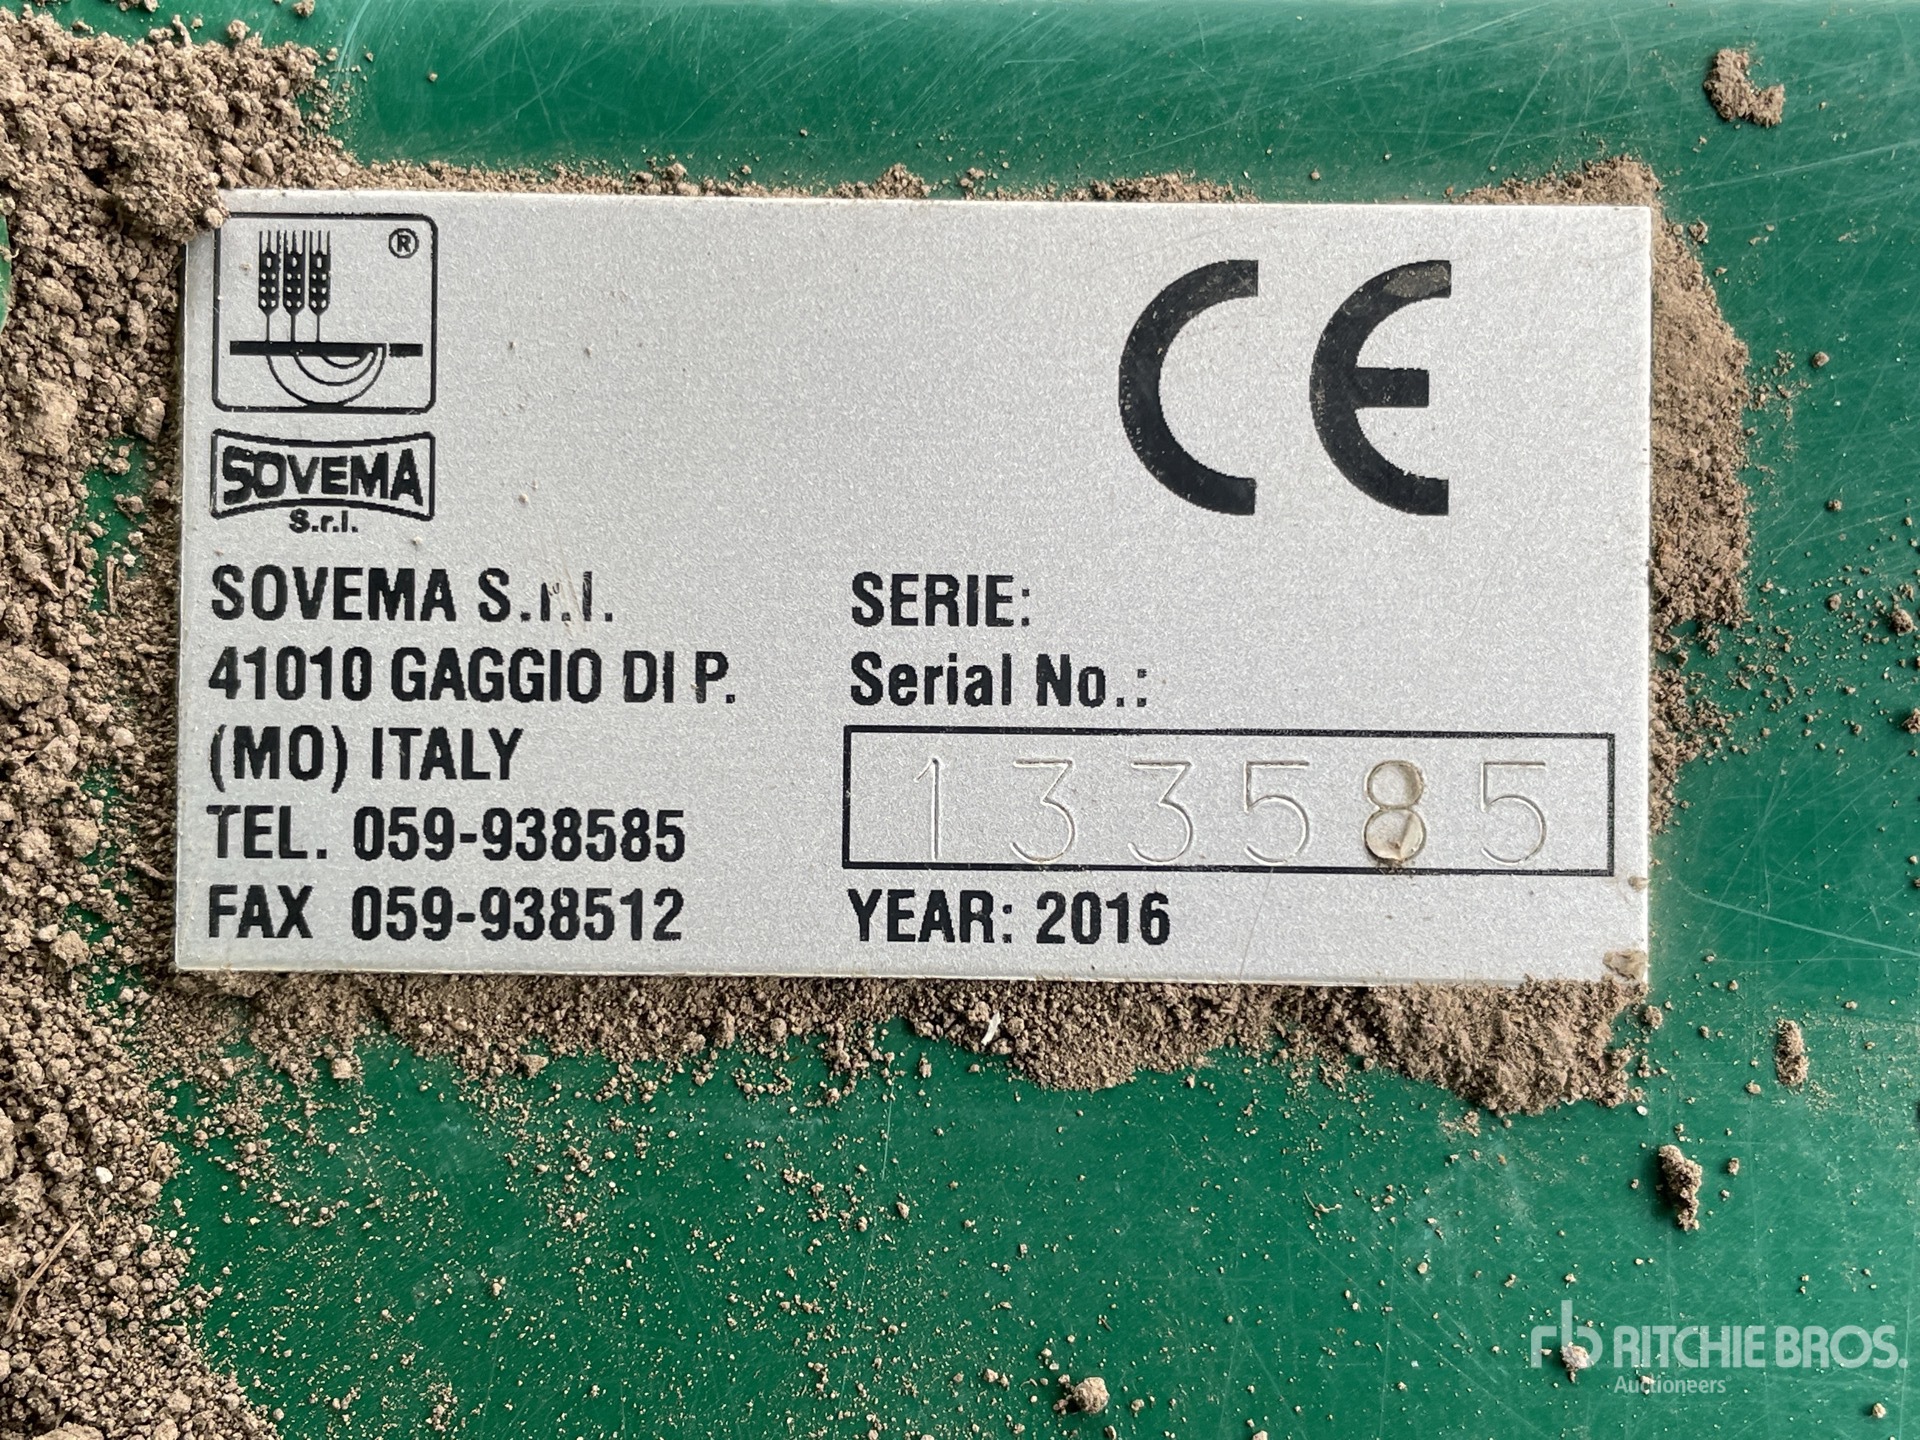 ®
SOVEMA
S.r.l.
CE
SOVEMA S.r.l.
41010 GAGGIO DI P.
(MO) ITALY
TEL. 059-938585
FAX 059-938512
SERIE:
Serial No.:
133585
YEAR: 2016
rb RITCHIE BROS.
Auctioneers